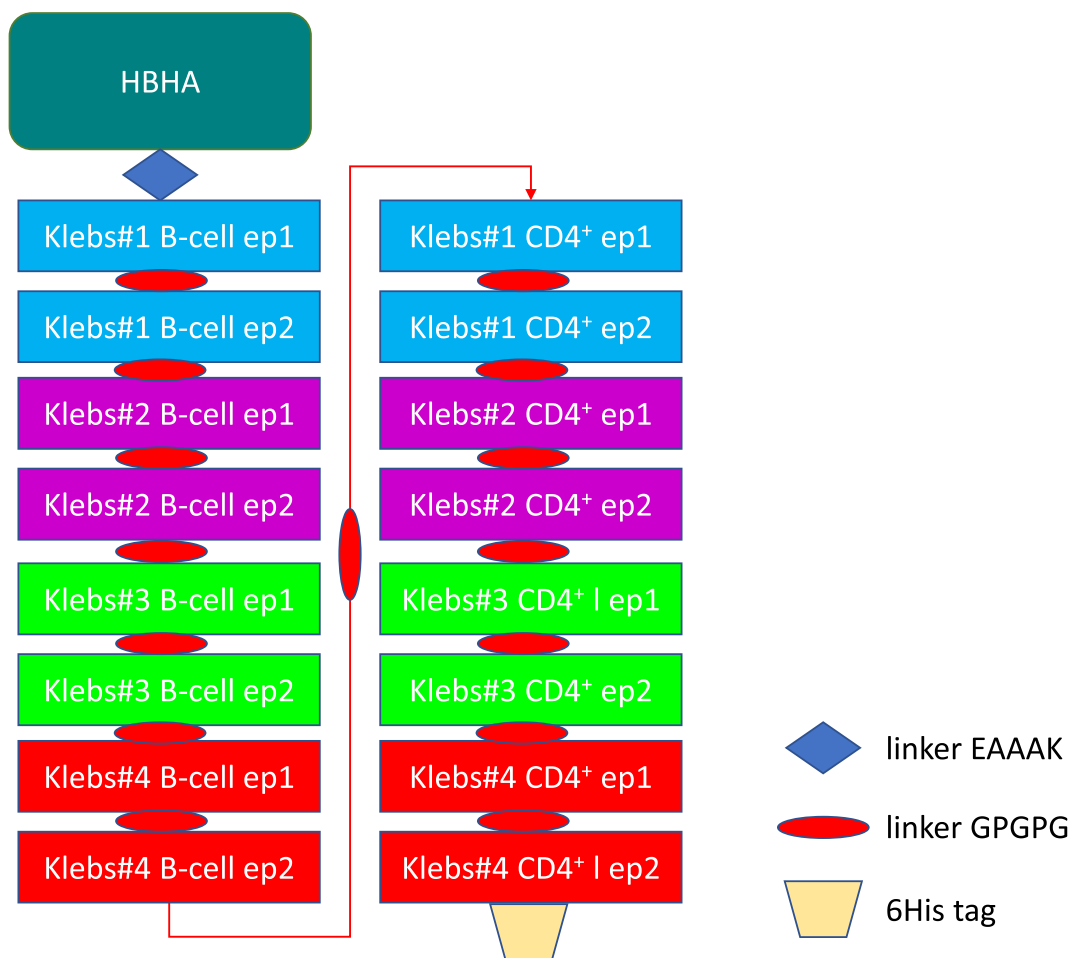 HBHA
Klebs#1 B-cell ep1
Klebs#1 B-cell ep2
Klebs#2 B-cell ep1
Klebs#2 B-cell ep2
Klebs#3 B-cell ep1
Klebs#3 B-cell ep2
Klebs#4 B-cell ep1
Klebs#4 B-cell ep2
Klebs#1 CD4⁺ ep1
Klebs#1 CD4⁺ ep2
Klebs#2 CD4⁺ ep1
Klebs#2 CD4⁺ ep2
Klebs#3 CD4⁺ l ep1
Klebs#3 CD4⁺ ep2
Klebs#4 CD4⁺ ep1
Klebs#4 CD4⁺ l ep2
linker EAAAK
linker GPGPG
6His tag